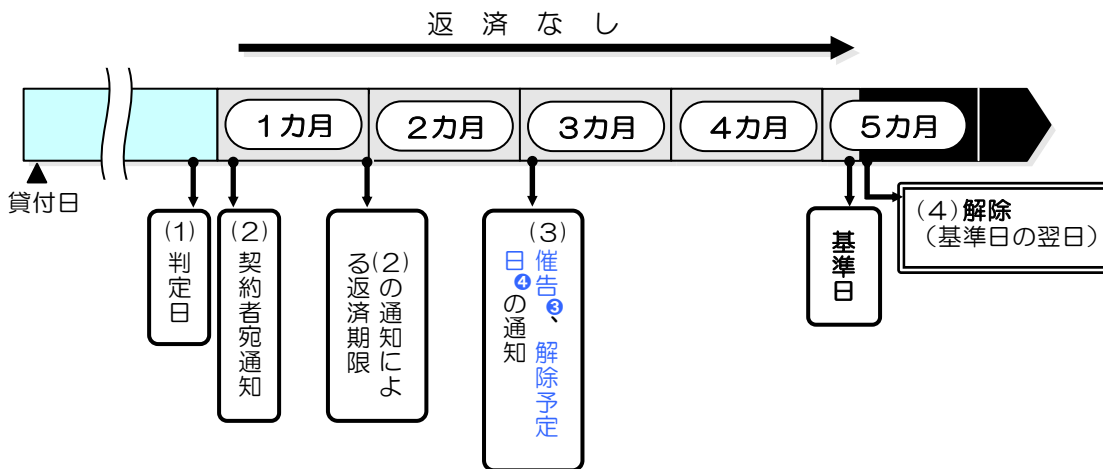 返済なし
1カ月
2カ月
3カ月
4カ月
5カ月
貸付日
(1)
判定日
(2)
契約者宛通知
(2)の通知によ
る返済期限
(3)
催告❸、解除予定
日❹の通知
基準日
(4)解除
(基準日の翌日)